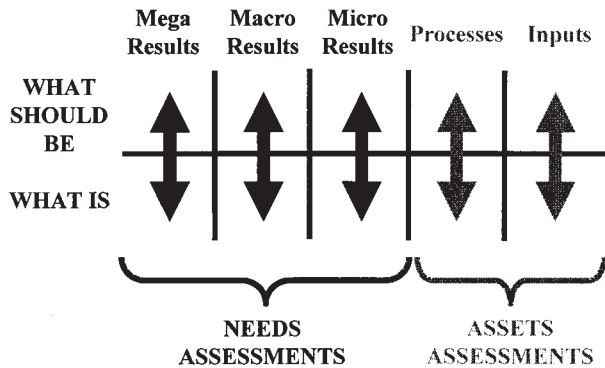 Mega
Results
Macro
Results
Micro
Results
Processes
Inputs
WHAT
SHOULD
BE
WHAT IS
NEEDS
ASSESSMENTS
ASSETS
ASSESSMENTS